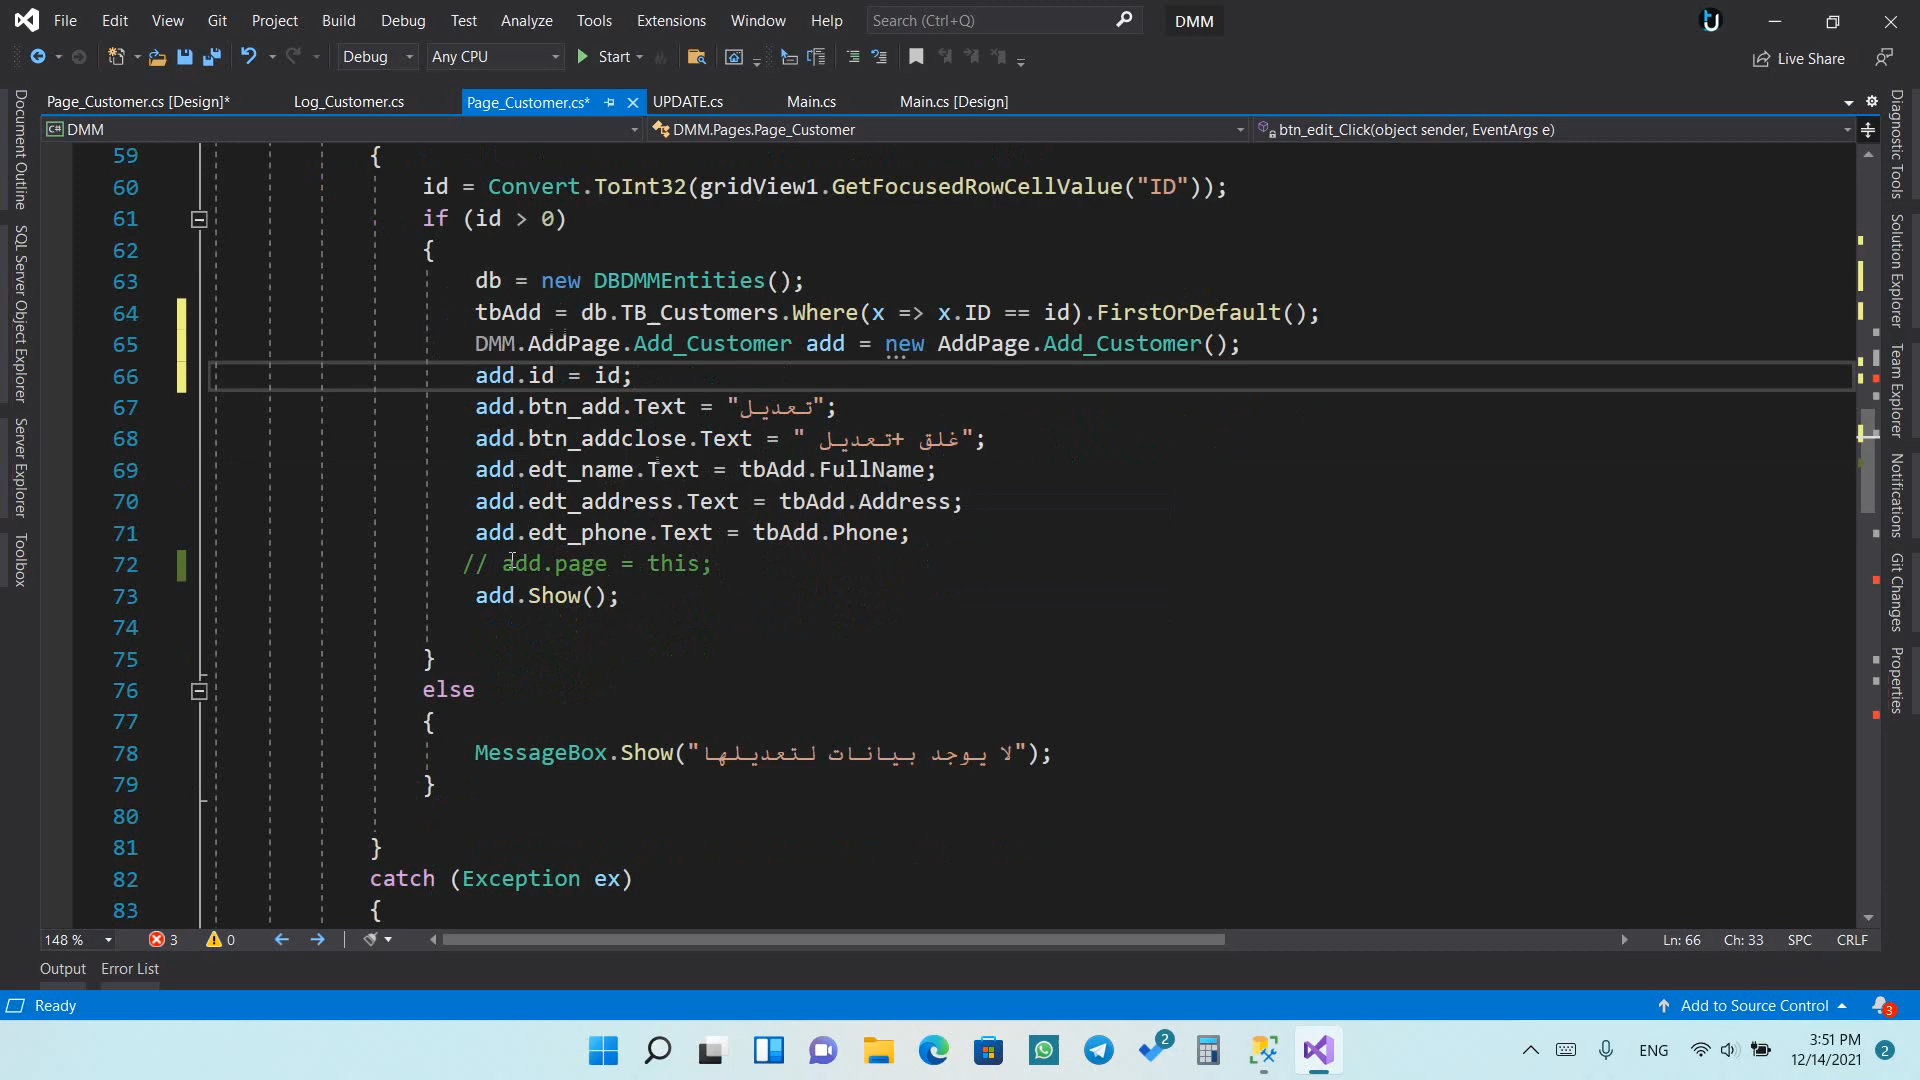 File Edit View Git Project Build Debug Test Analyze Tools Extensions Window Help Search (Ctrl+Q) DMM
Debug Any CPU Start Live Share
Page_Customer.cs [Design]* Log_Customer.cs Page_Customer.cs* UPDATE.cs Main.cs Main.cs [Design]
C# DMM DMM.Pages.Page_Customer btn_edit_Click(object sender, EventArgs e)
Document Outline
SQL Server Object Explorer
Server Explorer
Toolbox
59 {
60 id = Convert.ToInt32(gridView1.GetFocusedRowCellValue("ID"));
61 if (id > 0)
62 {
63 db = new DBDMMEntities();
64 tbAdd = db.TB_Customers.Where(x => x.ID == id).FirstOrDefault();
65 DMM.AddPage.Add_Customer add = new AddPage.Add_Customer();
66 add.id = id;
67 add.btn_add.Text = "تعديل";
68 add.btn_addclose.Text = " غلق +تعديل";
69 add.edt_name.Text = tbAdd.FullName;
70 add.edt_address.Text = tbAdd.Address;
71 add.edt_phone.Text = tbAdd.Phone;
72 // add.page = this;
73 add.Show();
74
75 }
76 else
77 {
78 MessageBox.Show("لا يوجد بيانات لتعديلها");
79 }
80
81 }
82 catch (Exception ex)
83 {
Diagnostic Tools
Solution Explorer
Team Explorer
Notifications
Git Changes
Properties
148 % 3 0 Ln: 66 Ch: 33 SPC CRLF
Output Error List
Ready Add to Source Control 3
2 ENG 3:51 PM
12/14/2021 2